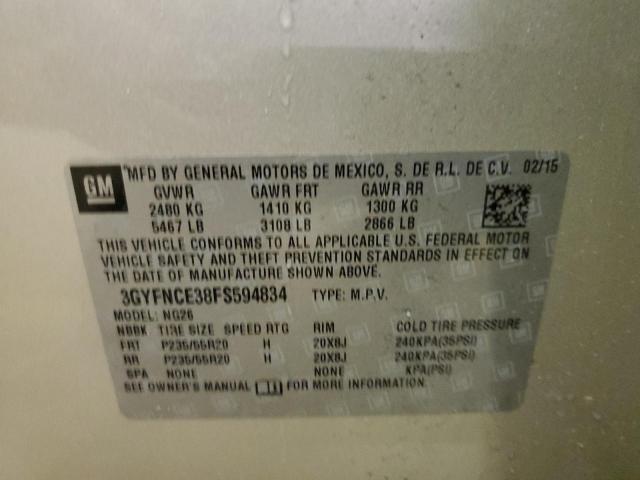 GM
MFD BY GENERAL MOTORS DE MEXICO, S. DE R.L. DE C.V. 02/15
GVWR GAWR FRT GAWR RR
2480 KG 1410 KG 1300 KG
5467 LB 3108 LB 2866 LB
THIS VEHICLE CONFORMS TO ALL APPLICABLE U.S. FEDERAL MOTOR
VEHICLE SAFETY AND THEFT PREVENTION STANDARDS IN EFFECT ON
THE DATE OF MANUFACTURE SHOWN ABOVE.
3GYFNCE38FS594834 TYPE: M.P.V.
MODEL: NG26
NBBK TIRE SIZE SPEED RTG RIM COLD TIRE PRESSURE
FRT P235/55R20 H 20X8J 240KPA(35PSI)
RR P235/55R20 H 20X8J 240KPA(35PSI)
SPA NONE NONE KPA(PSI)
SEE OWNER'S MANUAL FOR MORE INFORMATION.